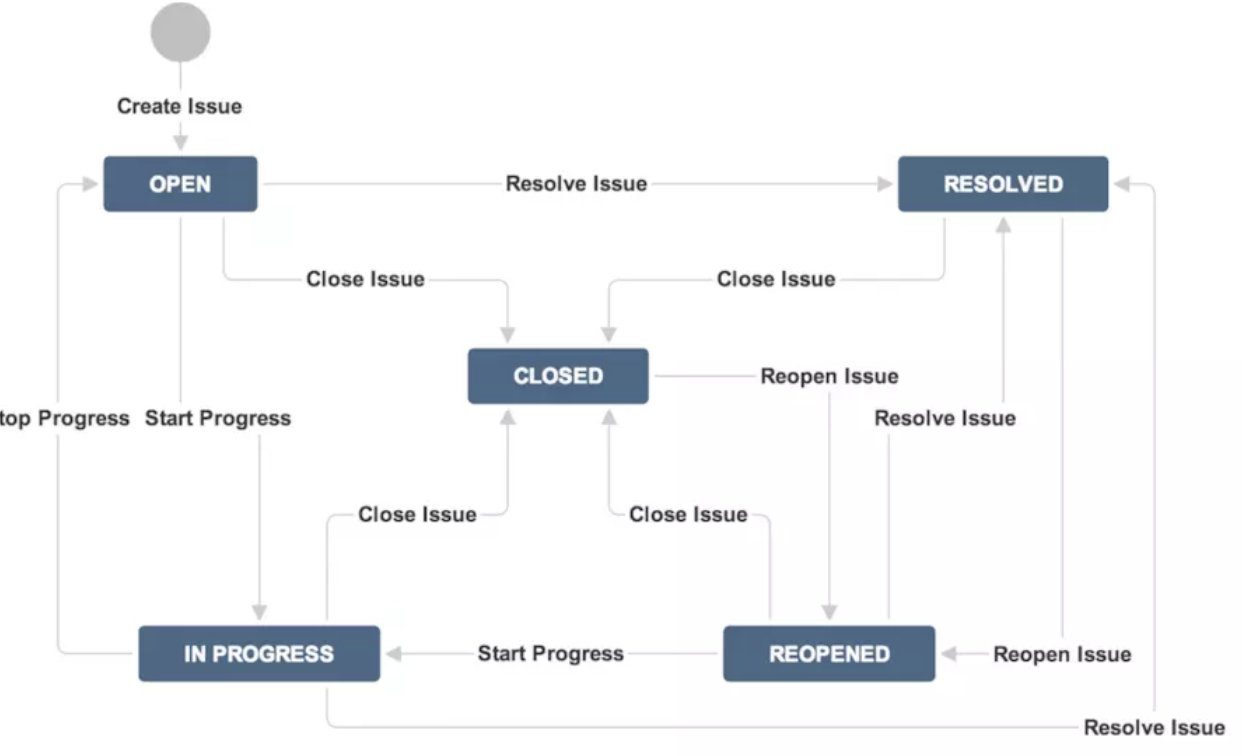 Create Issue
OPEN
Resolve Issue
RESOLVED
Close Issue
Close Issue
CLOSED
Reopen Issue
top Progress
Start Progress
Resolve Issue
Close Issue
Close Issue
IN PROGRESS
Start Progress
REOPENED
Reopen Issue
Resolve Issue